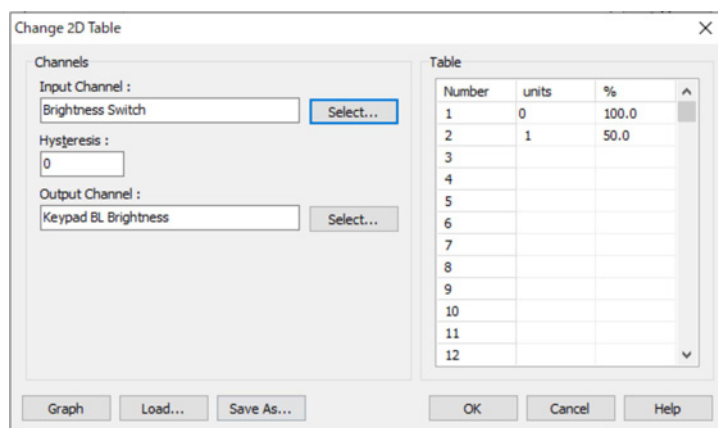 Change 2D Table
Channels
Input Channel :
Brightness Switch
Select...
Hysteresis :
0
Output Channel :
Keypad BL Brightness
Select...
Table
Number units %
1 0 100.0
2 1 50.0
3
4
5
6
7
8
9
10
11
12
Graph Load... Save As... OK Cancel Help